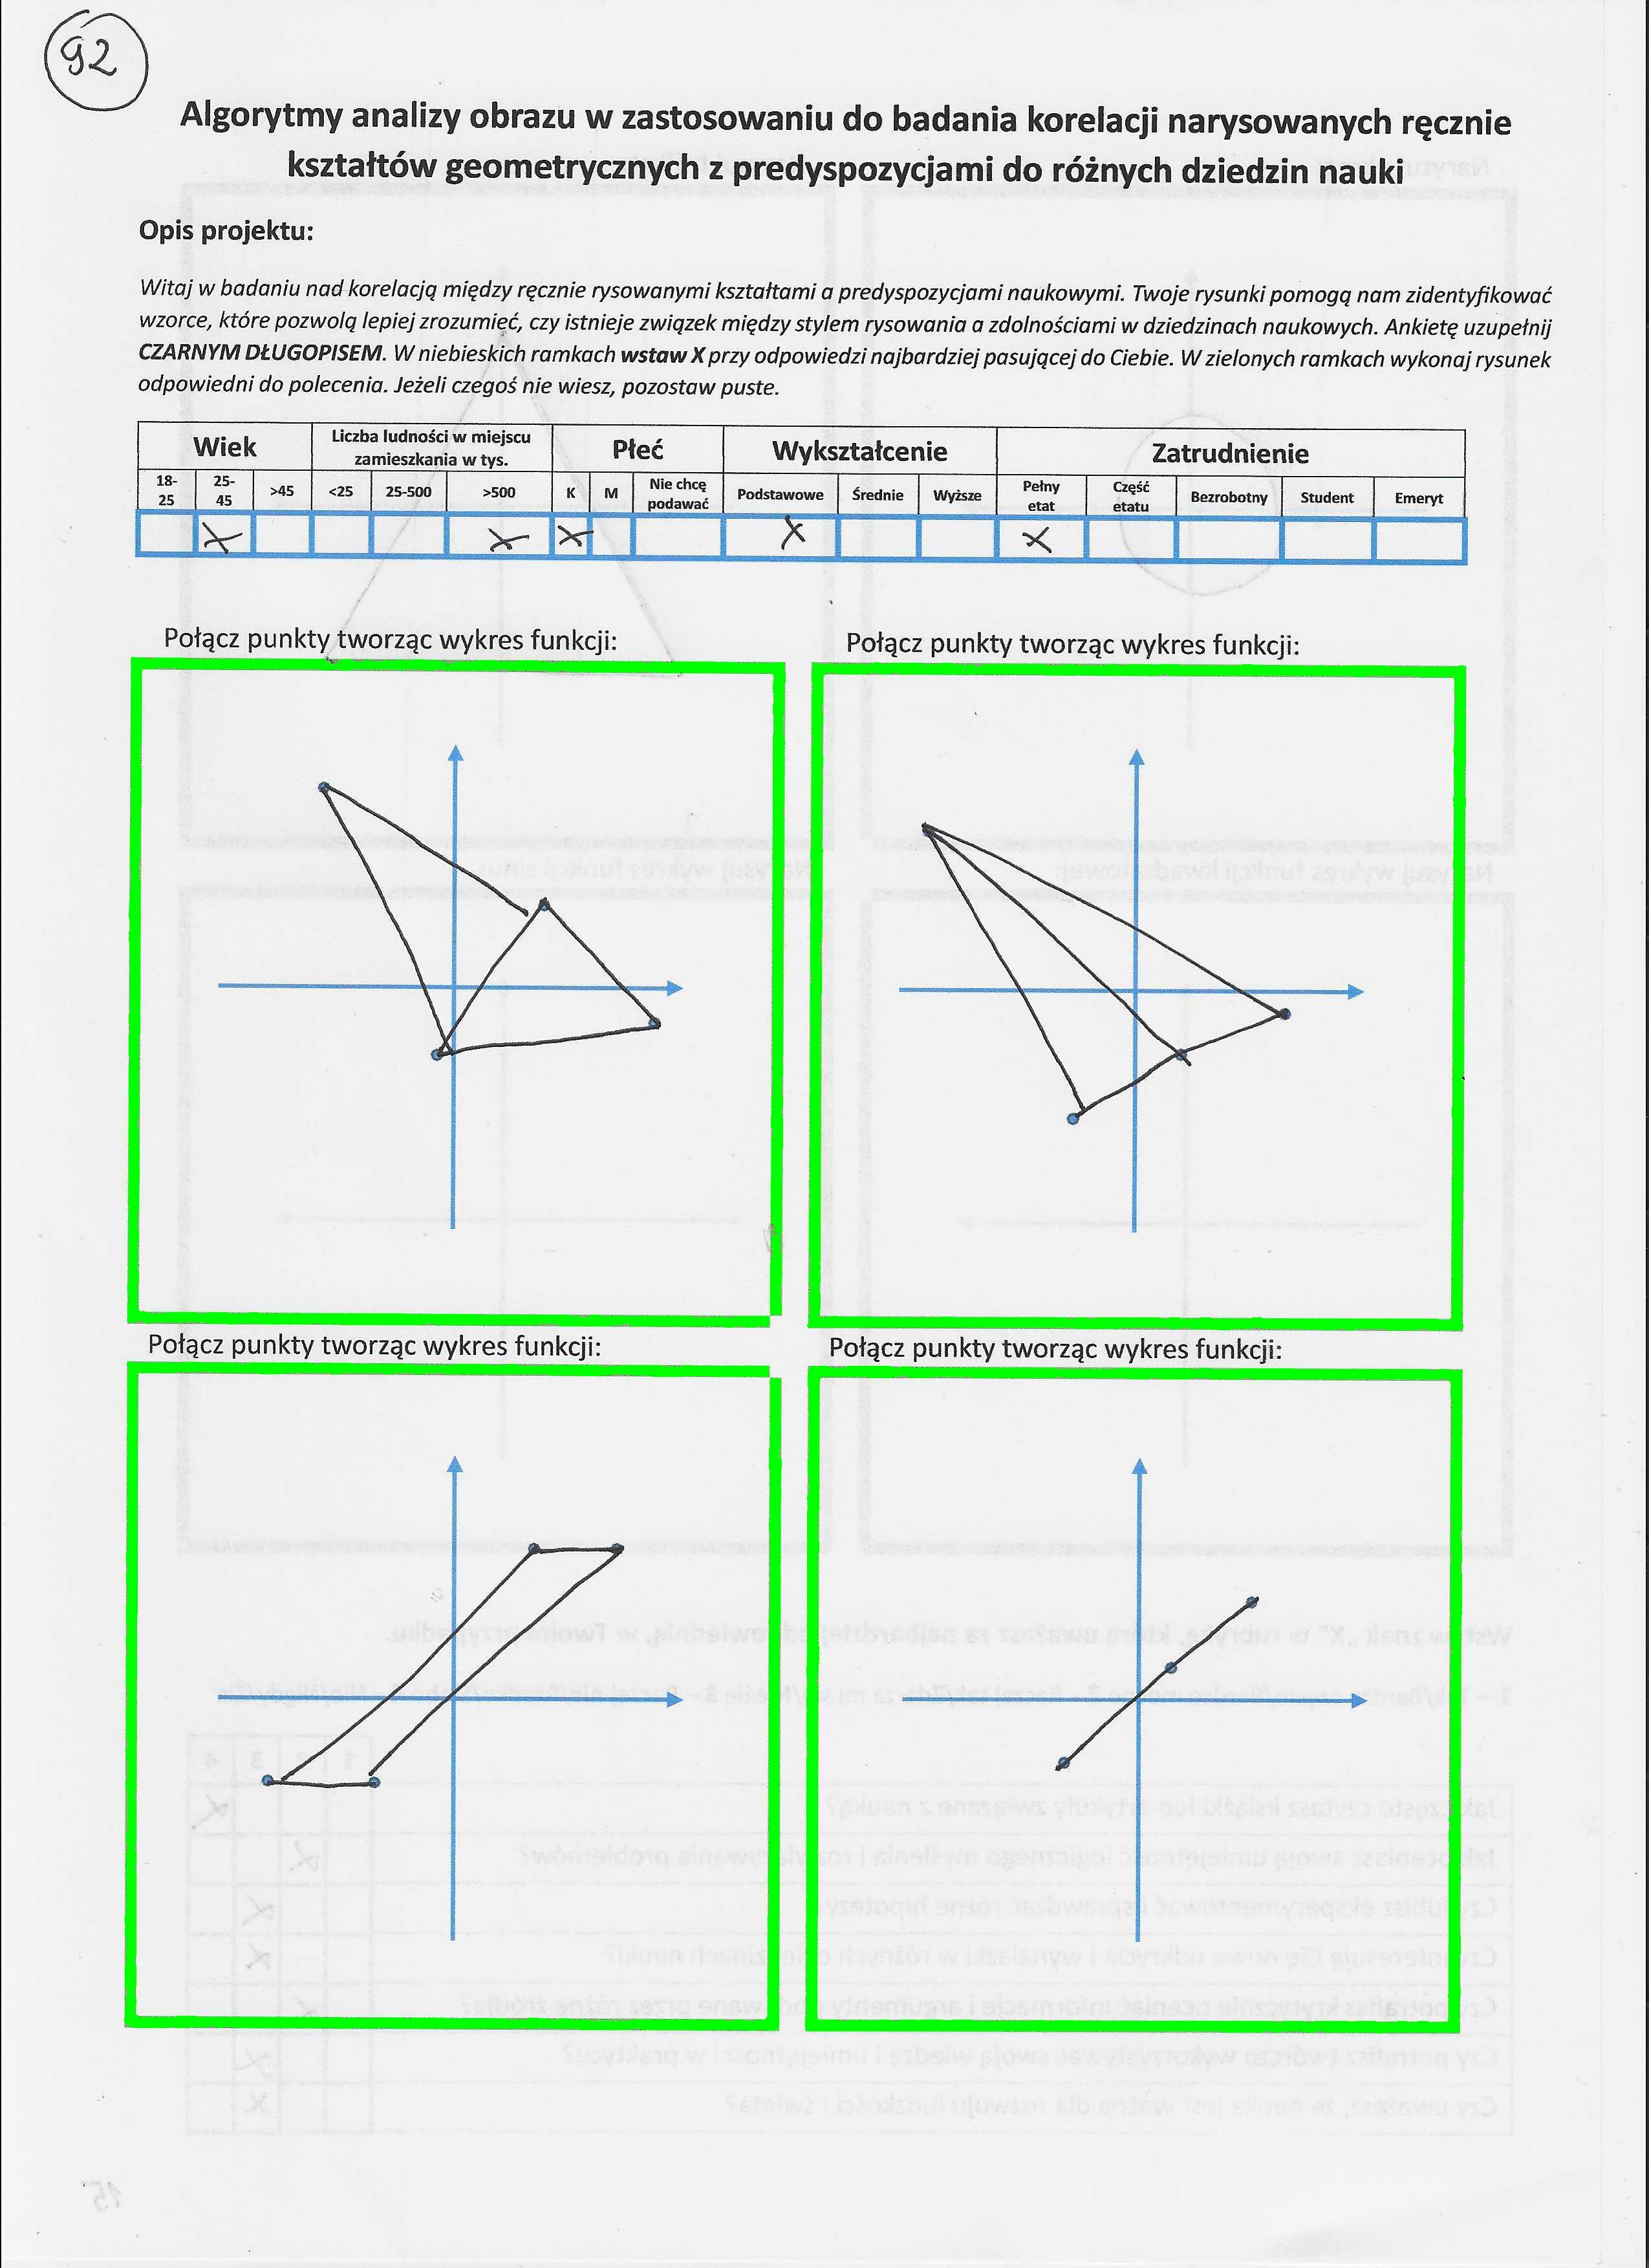 92
Algorytmy analizy obrazu w zastosowaniu do badania korelacji narysowanych ręcznie
kształtów geometrycznych z predyspozycjami do różnych dziedzin nauki
Opis projektu:
Witaj w badaniu nad korelacją między ręcznie rysowanymi kształtami a predyspozycjami naukowymi. Twoje rysunki pomogą nam zidentyfikować
wzorce, które pozwolą lepiej zrozumieć, czy istnieje związek między stylem rysowania a zdolnościami w dziedzinach naukowych. Ankietę uzupełnij
CZARNYM DŁUGOPISEM. W niebieskich ramkach wstaw X przy odpowiedzi najbardziej pasującej do Ciebie. W zielonych ramkach wykonaj rysunek
odpowiedni do polecenia. Jeżeli czegoś nie wiesz, pozostaw puste.
Wiek Liczba ludności w miejscu zamieszkania w tys. Płeć Wykształcenie Zatrudnienie
18-25 25-45 >45 <25 25-500 >500 K M Nie chcę podawać Podstawowe Średnie Wyższe Pełny etat Część etatu Bezrobotny Student Emeryt
X X X X X
Połącz punkty tworząc wykres funkcji: Połącz punkty tworząc wykres funkcji:
Połącz punkty tworząc wykres funkcji: Połącz punkty tworząc wykres funkcji: